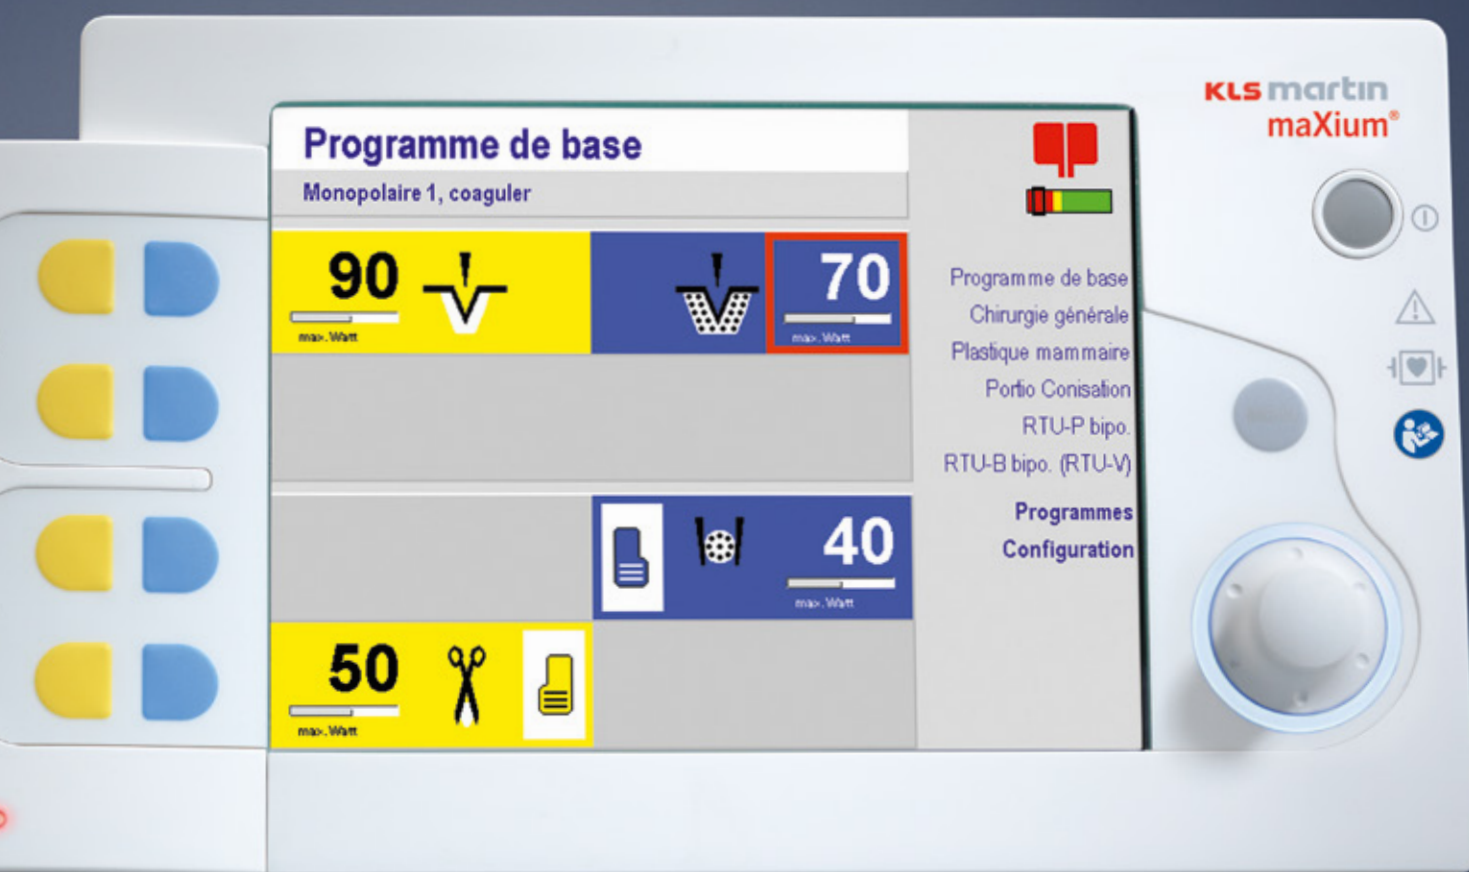 KLS martin
maXium®
Programme de base
Monopolaire 1, coaguler
90
max. Watt
70
max. Watt
40
max. Watt
50
max. Watt
Programme de base
Chirurgie générale
Plastique mammaire
Portio Conisation
RTU-P bipo.
RTU-B bipo. (RTU-V)
Programmes
Configuration